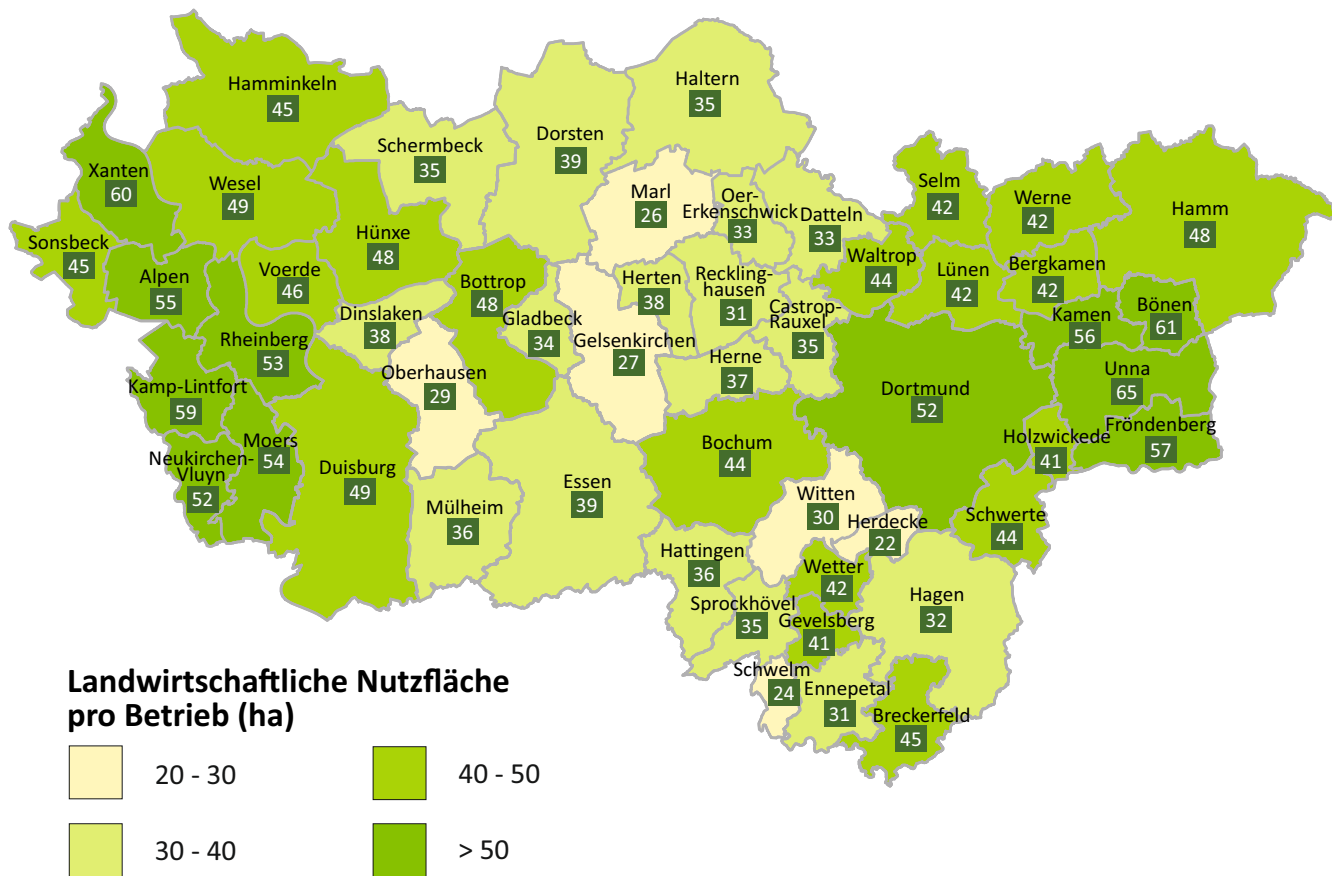 Hamminkeln
45
Haltern
35
Dorsten
39
Schermbeck
35
Xanten
60
Wesel
49
Marl
26
Oer-
Erkenschwick
33
Datteln
33
Selm
42
Werne
42
Hamm
48
Sonsbeck
45
Hünxe
48
Alpen
55
Voerde
46
Bottrop
48
Herten
38
Reckling-
hausen
31
Waltrop
44
Lünen
42
Bergkamen
42
Bönen
61
Kamen
56
Dinslaken
38
Gladbeck
34
Gelsenkirchen
27
Castrop-
Rauxel
35
Rheinberg
53
Oberhausen
29
Herne
37
Unna
65
Kamp-Lintfort
59
Dortmund
52
Fröndenberg
57
Holzwickede
41
Moers
54
Neukirchen-
Vluyn
52
Duisburg
49
Bochum
44
Essen
39
Mülheim
36
Witten
30
Herdecke
22
Schwerte
44
Hattingen
36
Wetter
42
Hagen
32
Sprockhövel
35
Gevelsberg
41
Schwelm
24
Ennepetal
31
Breckerfeld
45
Landwirtschaftliche Nutzfläche
pro Betrieb (ha)
20 - 30
40 - 50
30 - 40
> 50